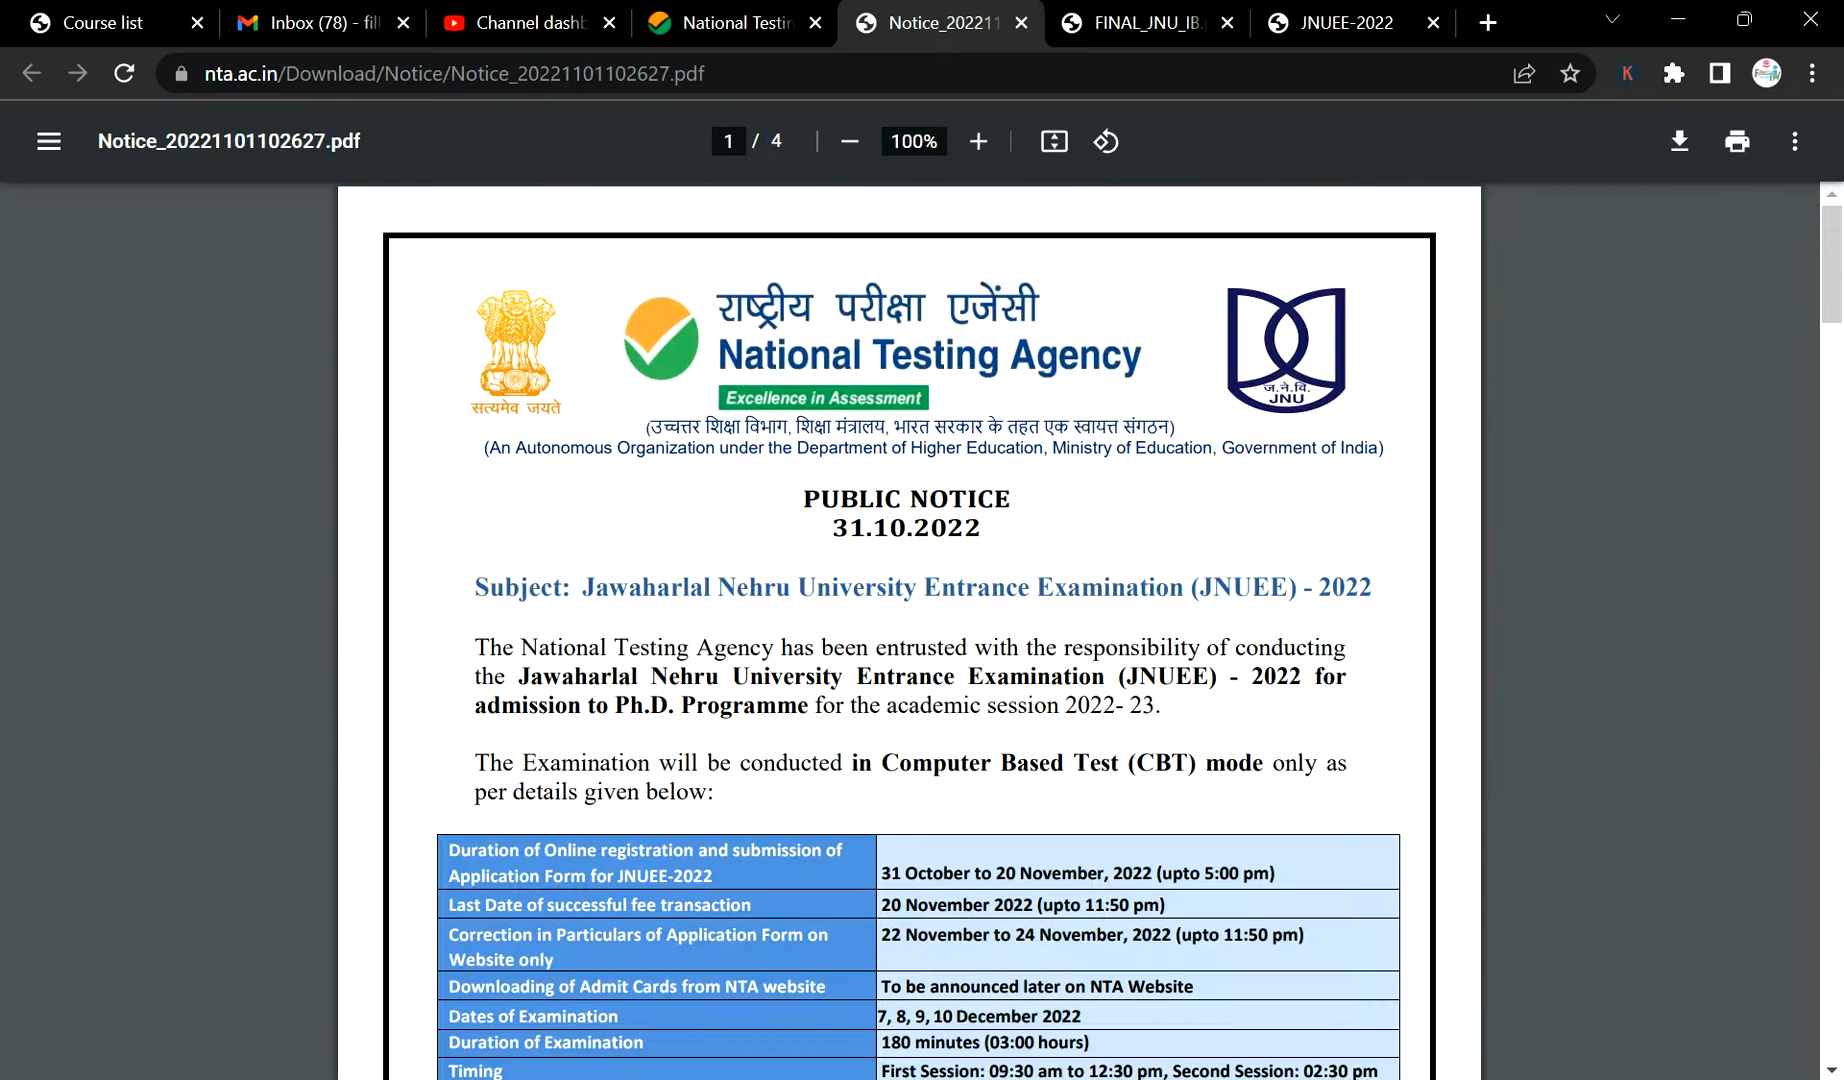 Course list
Inbox (78) - fil
Channel dashb
National Testin
Notice_202211
FINAL_JNU_IB.
JNUEE-2022
nta.ac.in/Download/Notice/Notice_20221101102627.pdf
K
Notice_20221101102627.pdf
1 / 4
100%
राष्ट्रीय परीक्षा एजेंसी
National Testing Agency
Excellence in Assessment
सत्यमेव जयते
ज.ने.वि.
JNU
(उच्चत्तर शिक्षा विभाग, शिक्षा मंत्रालय, भारत सरकार के तहत एक स्वायत्त संगठन)
(An Autonomous Organization under the Department of Higher Education, Ministry of Education, Government of India)
PUBLIC NOTICE
31.10.2022
Subject: Jawaharlal Nehru University Entrance Examination (JNUEE) - 2022
The National Testing Agency has been entrusted with the responsibility of conducting
the Jawaharlal Nehru University Entrance Examination (JNUEE) - 2022 for
admission to Ph.D. Programme for the academic session 2022- 23.
The Examination will be conducted in Computer Based Test (CBT) mode only as
per details given below:
Duration of Online registration and submission of
Application Form for JNUEE-2022
31 October to 20 November, 2022 (upto 5:00 pm)
Last Date of successful fee transaction
20 November 2022 (upto 11:50 pm)
Correction in Particulars of Application Form on
Website only
22 November to 24 November, 2022 (upto 11:50 pm)
Downloading of Admit Cards from NTA website
To be announced later on NTA Website
Dates of Examination
7, 8, 9, 10 December 2022
Duration of Examination
180 minutes (03:00 hours)
Timing
First Session: 09:30 am to 12:30 pm, Second Session: 02:30 pm